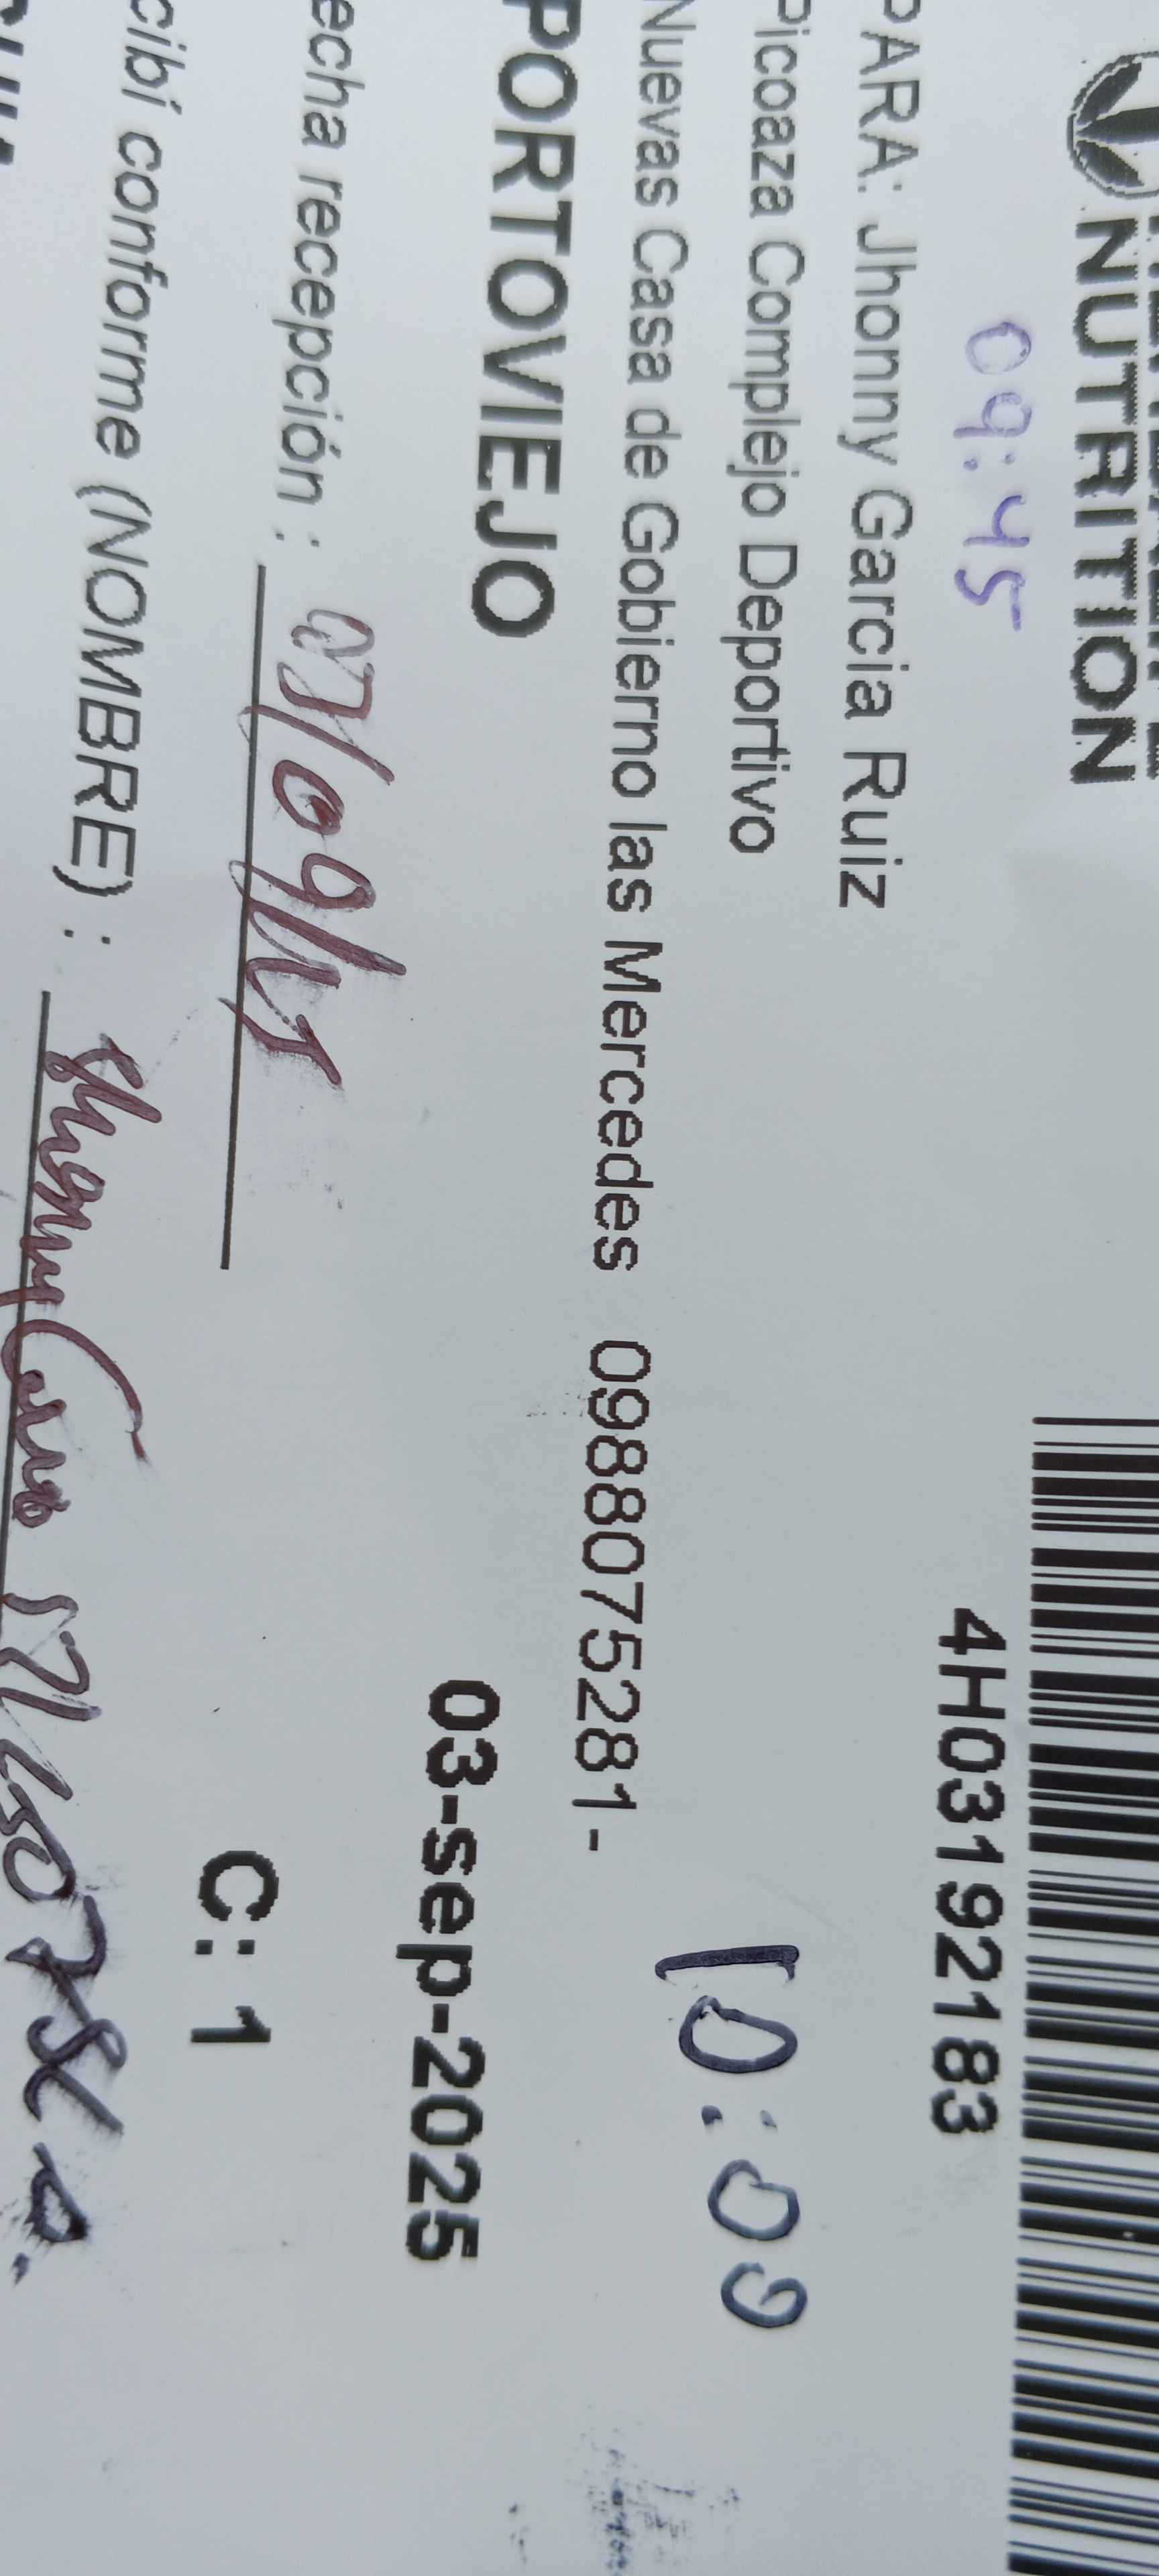 NUTRITION
09:45
4H03192183
PARA: Jhonny Garcia Ruiz
Picoaza Complejo Deportivo
10:09
Nuevas Casa de Gobierno las Mercedes 0988075281-
PORTOVIEJO
03-sep-2025
echa recepción :
C: 1
cibí conforme (NOMBRE) :